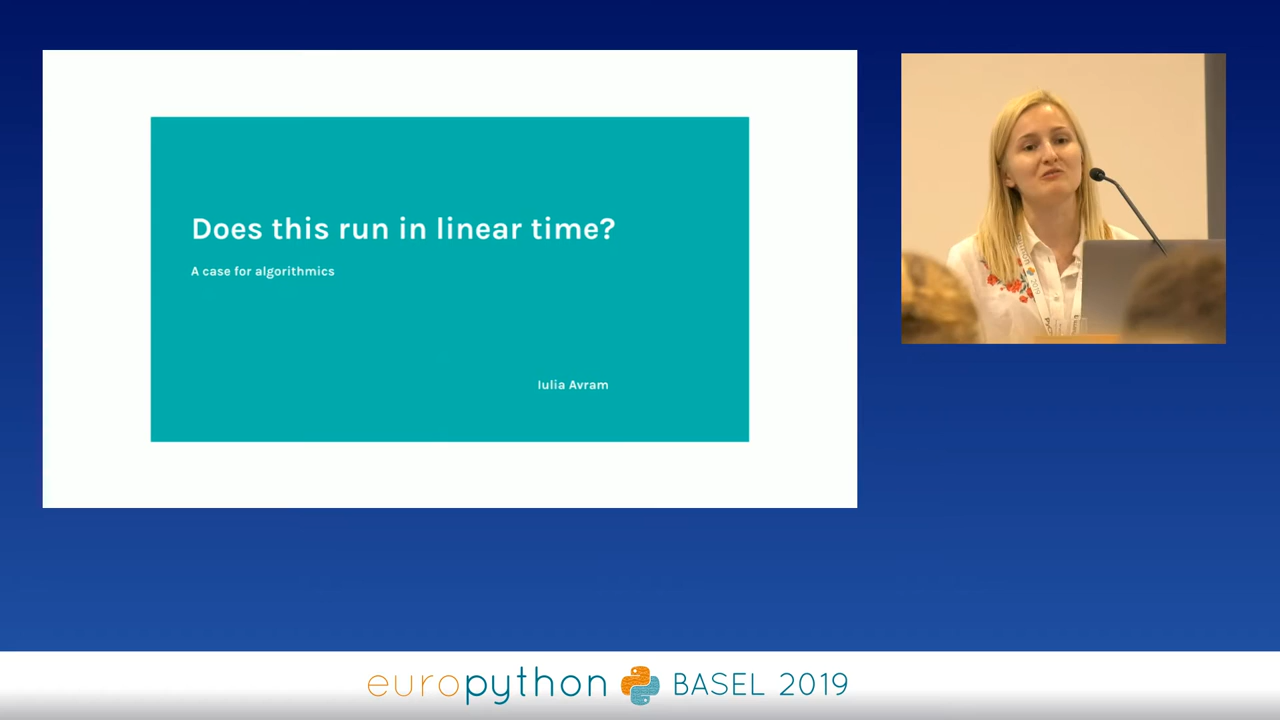 Does this run in linear time?
A case for algorithmics
Iulia Avram
europython BASEL 2019